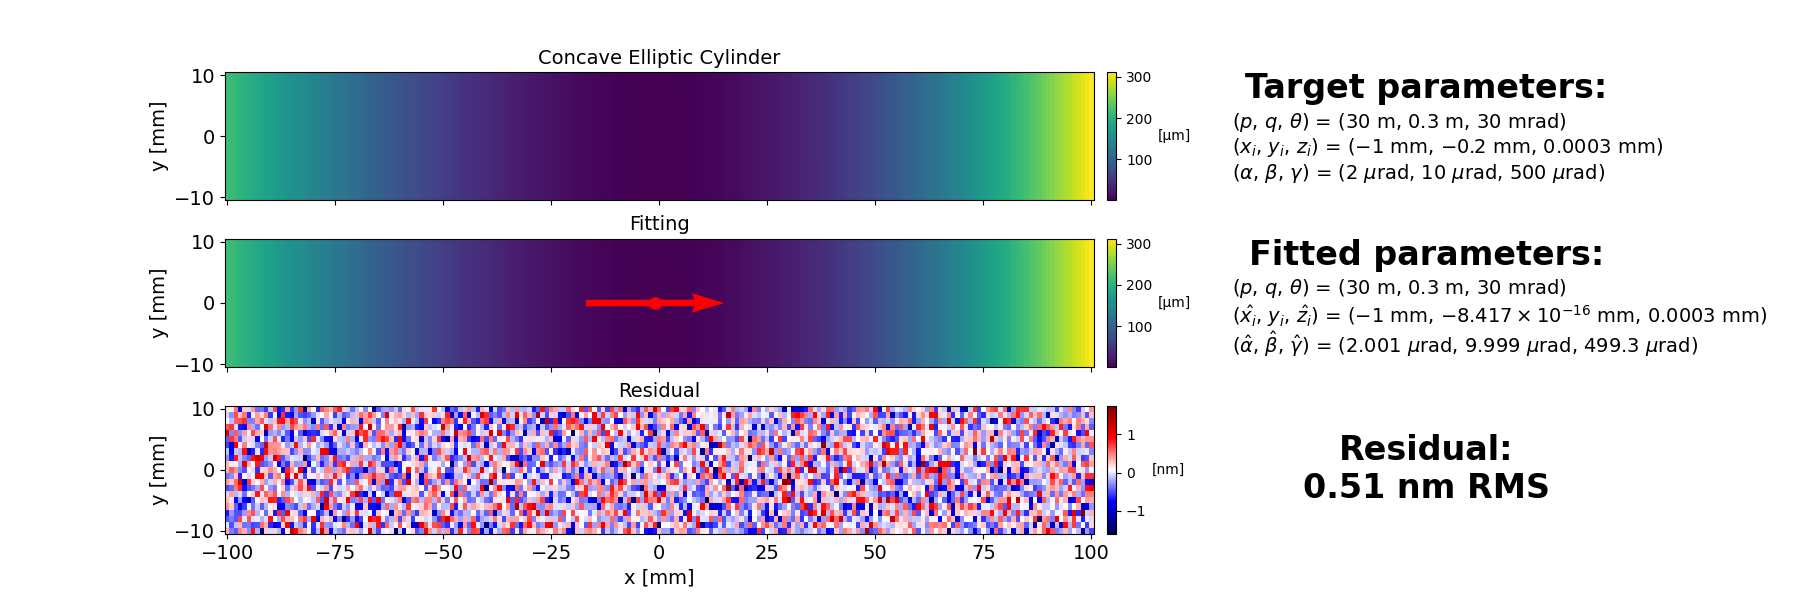 Concave Elliptic Cylinder
10
0
−10
y [mm]
300
200
100
[µm]
Target parameters:
(p, q, θ) = (30 m, 0.3 m, 30 mrad)
(xᵢ, yᵢ, zᵢ) = (−1 mm, −0.2 mm, 0.0003 mm)
(α, β, γ) = (2 μrad, 10 μrad, 500 μrad)
Fitting
10
0
−10
y [mm]
300
200
100
[µm]
Fitted parameters:
(p, q, θ) = (30 m, 0.3 m, 30 mrad)
(x̂ᵢ, yᵢ, ẑᵢ) = (−1 mm, −8.417 × 10⁻¹⁶ mm, 0.0003 mm)
(α̂, β̂, γ̂) = (2.001 μrad, 9.999 μrad, 499.3 μrad)
Residual
10
0
−10
y [mm]
1
0
−1
[nm]
−100 −75 −50 −25 0 25 50 75 100
x [mm]
Residual:
0.51 nm RMS